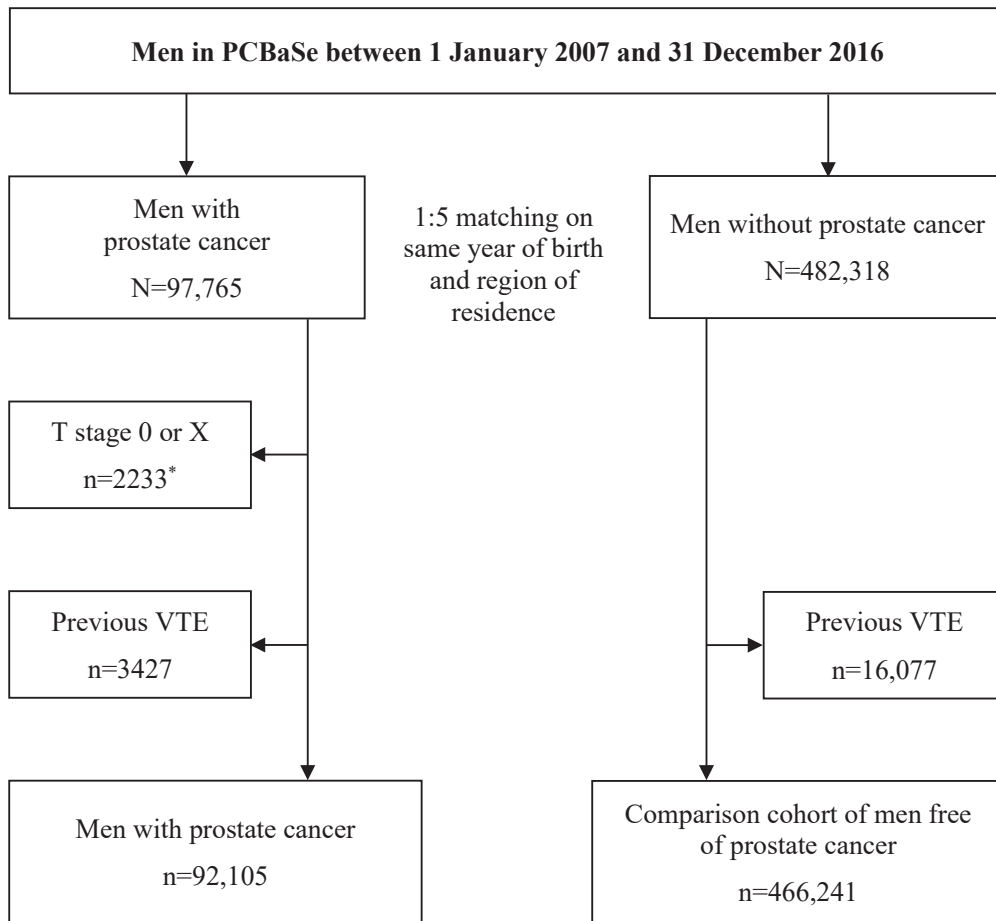 Men in PCBaSe between 1 January 2007 and 31 December 2016
Men with
prostate cancer
N=97,765
1:5 matching on
same year of birth
and region of
residence
Men without prostate cancer
N=482,318
T stage 0 or X
n=2233*
Previous VTE
n=3427
Previous VTE
n=16,077
Men with prostate cancer
n=92,105
Comparison cohort of men free
of prostate cancer
n=466,241